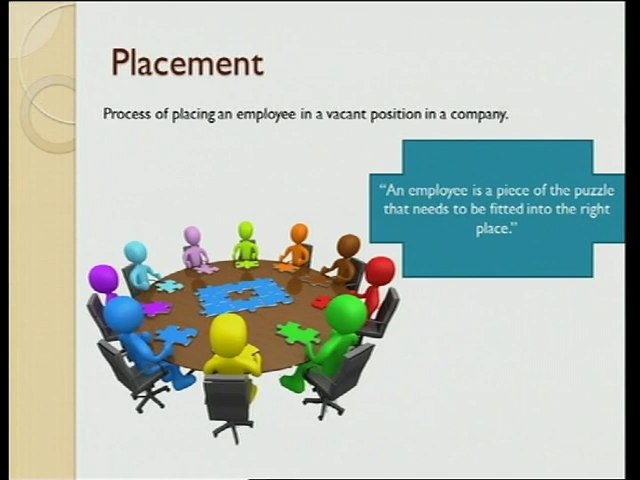 Placement
Process of placing an employee in a vacant position in a company.
“An employee is a piece of the puzzle
that needs to be fitted into the right
place.”